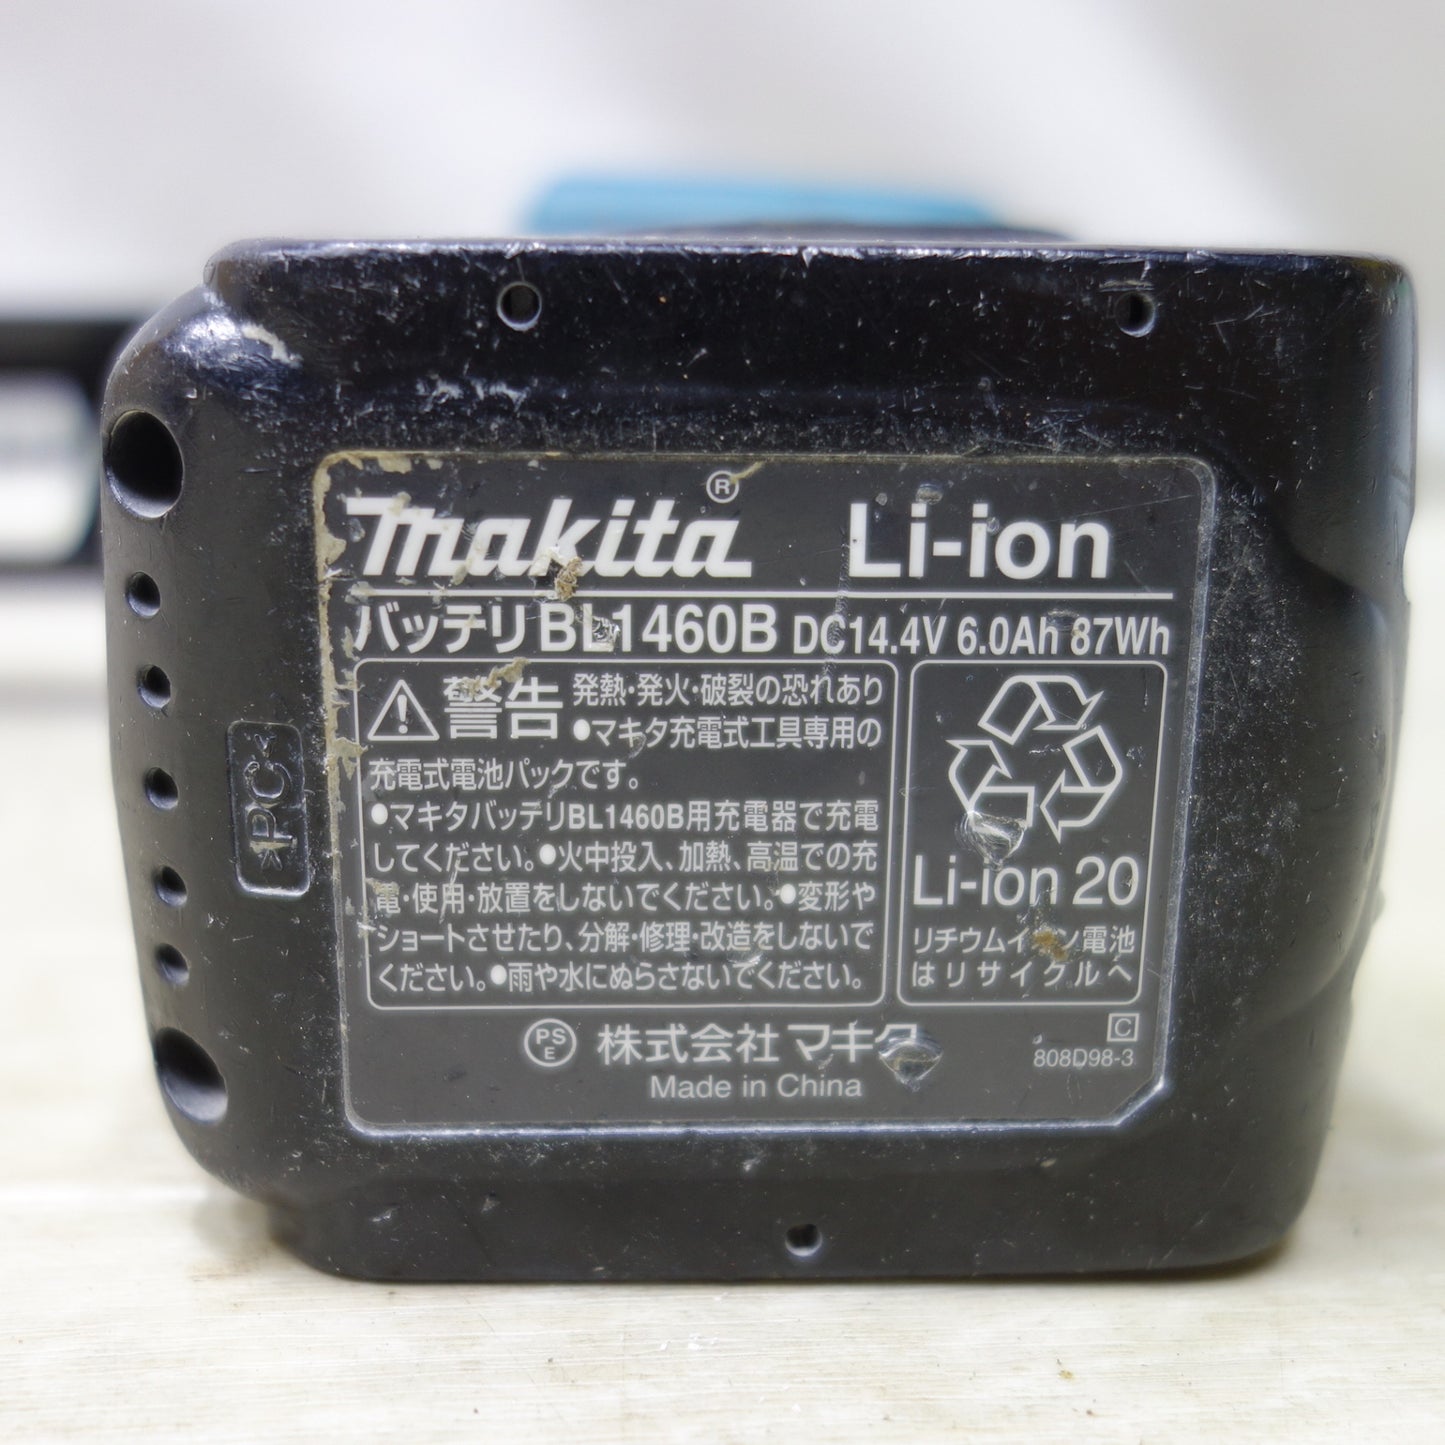 makita® Li-ion
バッテリ BL1460B DC14.4V 6.0Ah 87Wh
警告 発熱・発火・破裂の恐れあり
●マキタ充電式工具専用の
充電式電池パックです。
●マキタバッテリBL1460B用充電器で充電
してください。●火中投入、加熱、高温での充
電・使用・放置をしないでください。●変形や
ショートさせたり、分解・修理・改造をしないで
ください。●雨や水にぬらさないでください。
Li-ion 20
リチウムイオン電池
はリサイクルへ
PS
E
株式会社マキタ
Made in China
C
808D98-3
>PC<